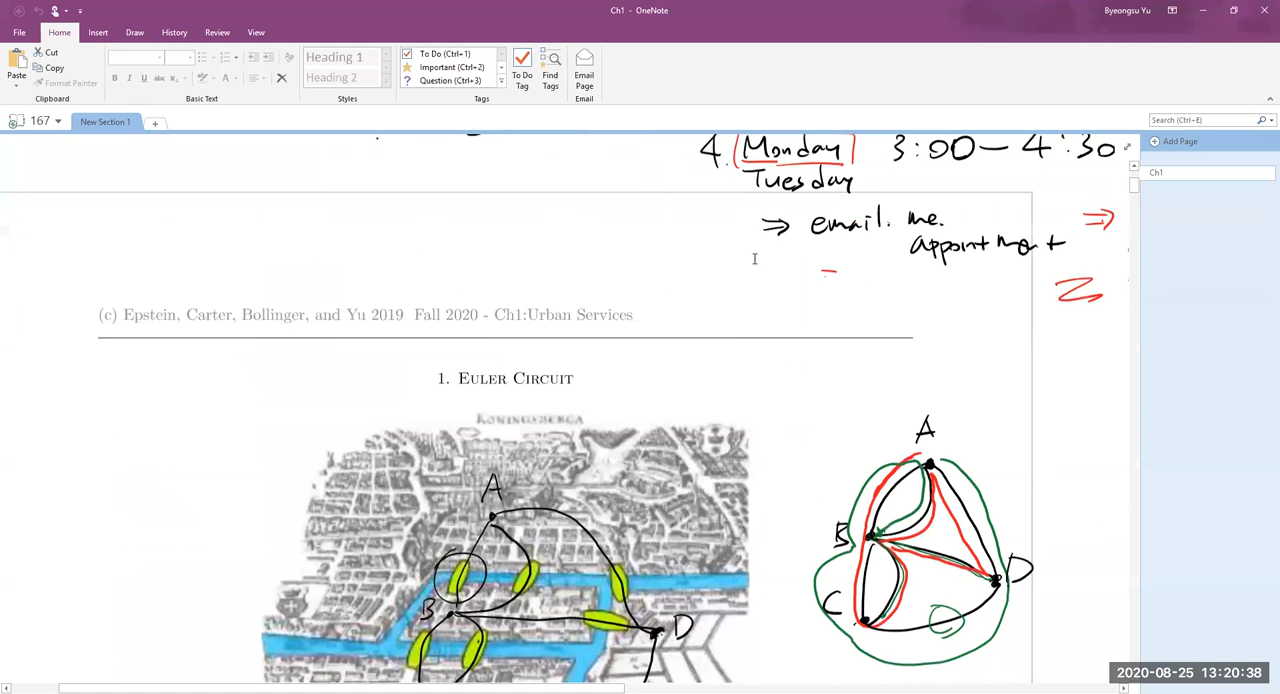 Ch1 - OneNote
Byeongsu Yu
File Home Insert Draw History Review View
Paste
Cut
Copy
Format Painter
Clipboard
B I U abc x A
Basic Text
Heading 1
Heading 2
Styles
To Do (Ctrl+1)
Important (Ctrl+2)
Question (Ctrl+3)
To Do Tag
Find Tags
Tags
Email Page
Email
167
New Section 1
Search (Ctrl+E)
Add Page
Ch1
4. Monday 3:00 - 4:30
Tuesday
⇒ email. me. ⇒
appointment
(c) Epstein, Carter, Bollinger, and Yu 2019 Fall 2020 - Ch1:Urban Services
1. Euler Circuit
KONINGSBERGA
A
B
D
A
B
C
D
2020-08-25 13:20:38